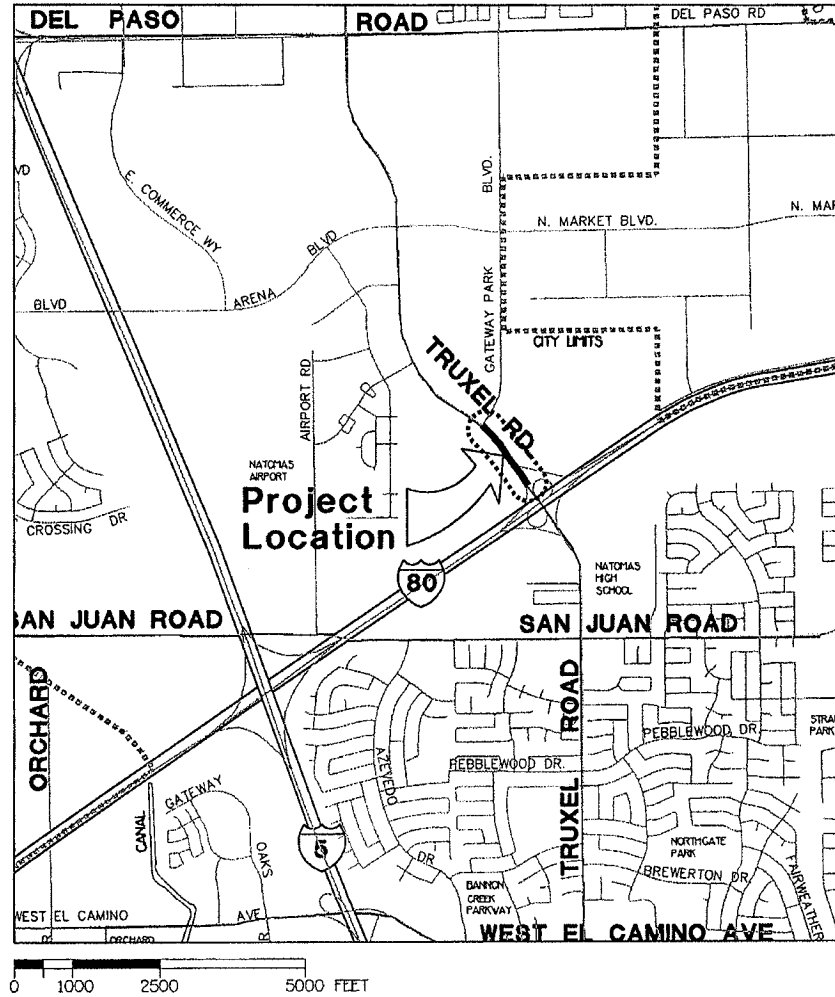 DEL PASO ROAD
DEL PASO RD
E. COMMERCE WY
BLVD.
N. MARKET BLVD.
N. MAR
BLVD
ARENA
BLVD
GATEWAY PARK
CITY LIMITS
TRUXEL RD.
AIRPORT RD
NATOMAS
AIRPORT
Project
Location
CROSSING DR
80
NATOMAS
HIGH
SCHOOL
SAN JUAN ROAD
SAN JUAN ROAD
ORCHARD
TRUXEL ROAD
PEBBLEWOOD DR.
PEBBLEWOOD DR.
STRA
PARK
AZEVEDO
DR
GATEWAY
OAKS
CANAL
5
NORTHGATE
PARK
BREWERTON DR.
FAIRWEATHER
BANNON
CREEK
PARKWAY
WEST EL CAMINO AVE
ORCHARD
WEST EL CAMINO AVE
0 1000 2500 5000 FEET